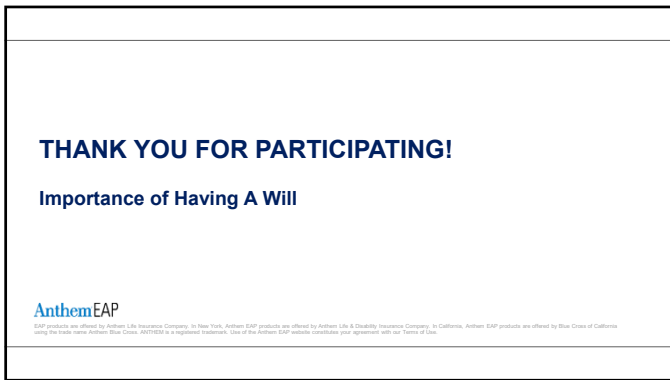 THANK YOU FOR PARTICIPATING!
Importance of Having A Will
Anthem EAP
EAP products are offered by Anthem Life Insurance Company. In New York, Anthem EAP products are offered by Anthem Life & Disability Insurance Company. In California, Anthem EAP products are offered by Blue Cross of California
using the trade name Anthem Blue Cross. ANTHEM is a registered trademark. Use of the Anthem EAP website constitutes your agreement with our Terms of Use.